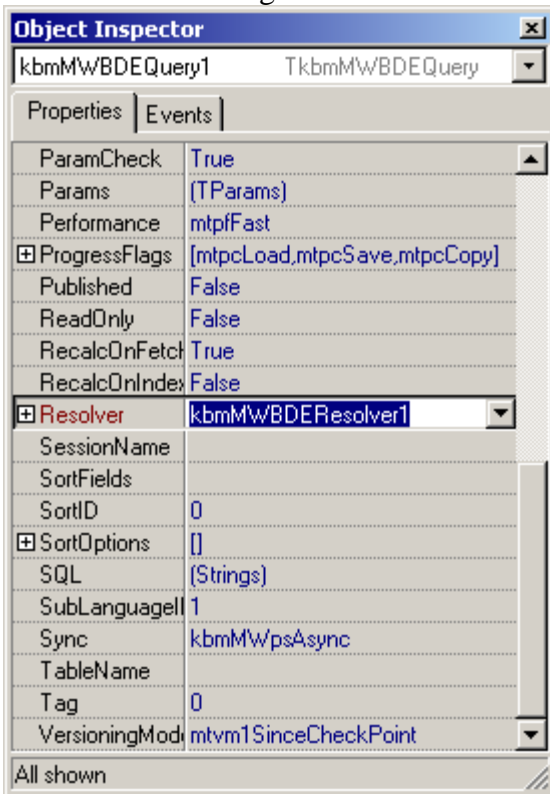 Object Inspector
kbmMWBDEQuery1 TkbmMWBDEQuery
Properties Events
ParamCheck True
Params (TParams)
Performance mtpfFast
ProgressFlags [mtpcLoad,mtpcSave,mtpcCopy]
Published False
ReadOnly False
RecalcOnFetch True
RecalcOnIndex False
Resolver kbmMWBDEResolver1
SessionName
SortFields
SortID 0
SortOptions []
SQL (Strings)
SubLanguageI 1
Sync kbmMWpsAsync
TableName
Tag 0
VersioningMode mtvm1SinceCheckPoint
All shown